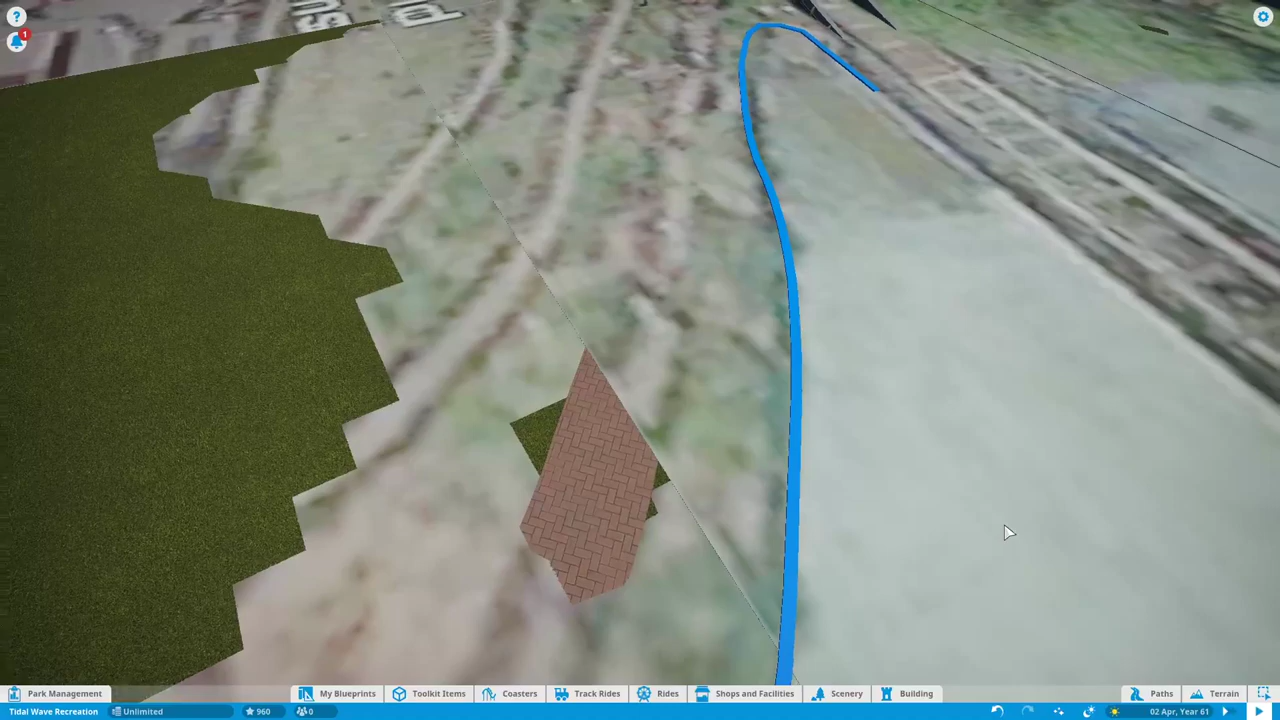 ?
1
Park Management
My Blueprints
Toolkit Items
Coasters
Track Rides
Rides
Shops and Facilities
Scenery
Building
Paths
Terrain
Tidal Wave Recreation
Unlimited
960
0
02 Apr, Year 61